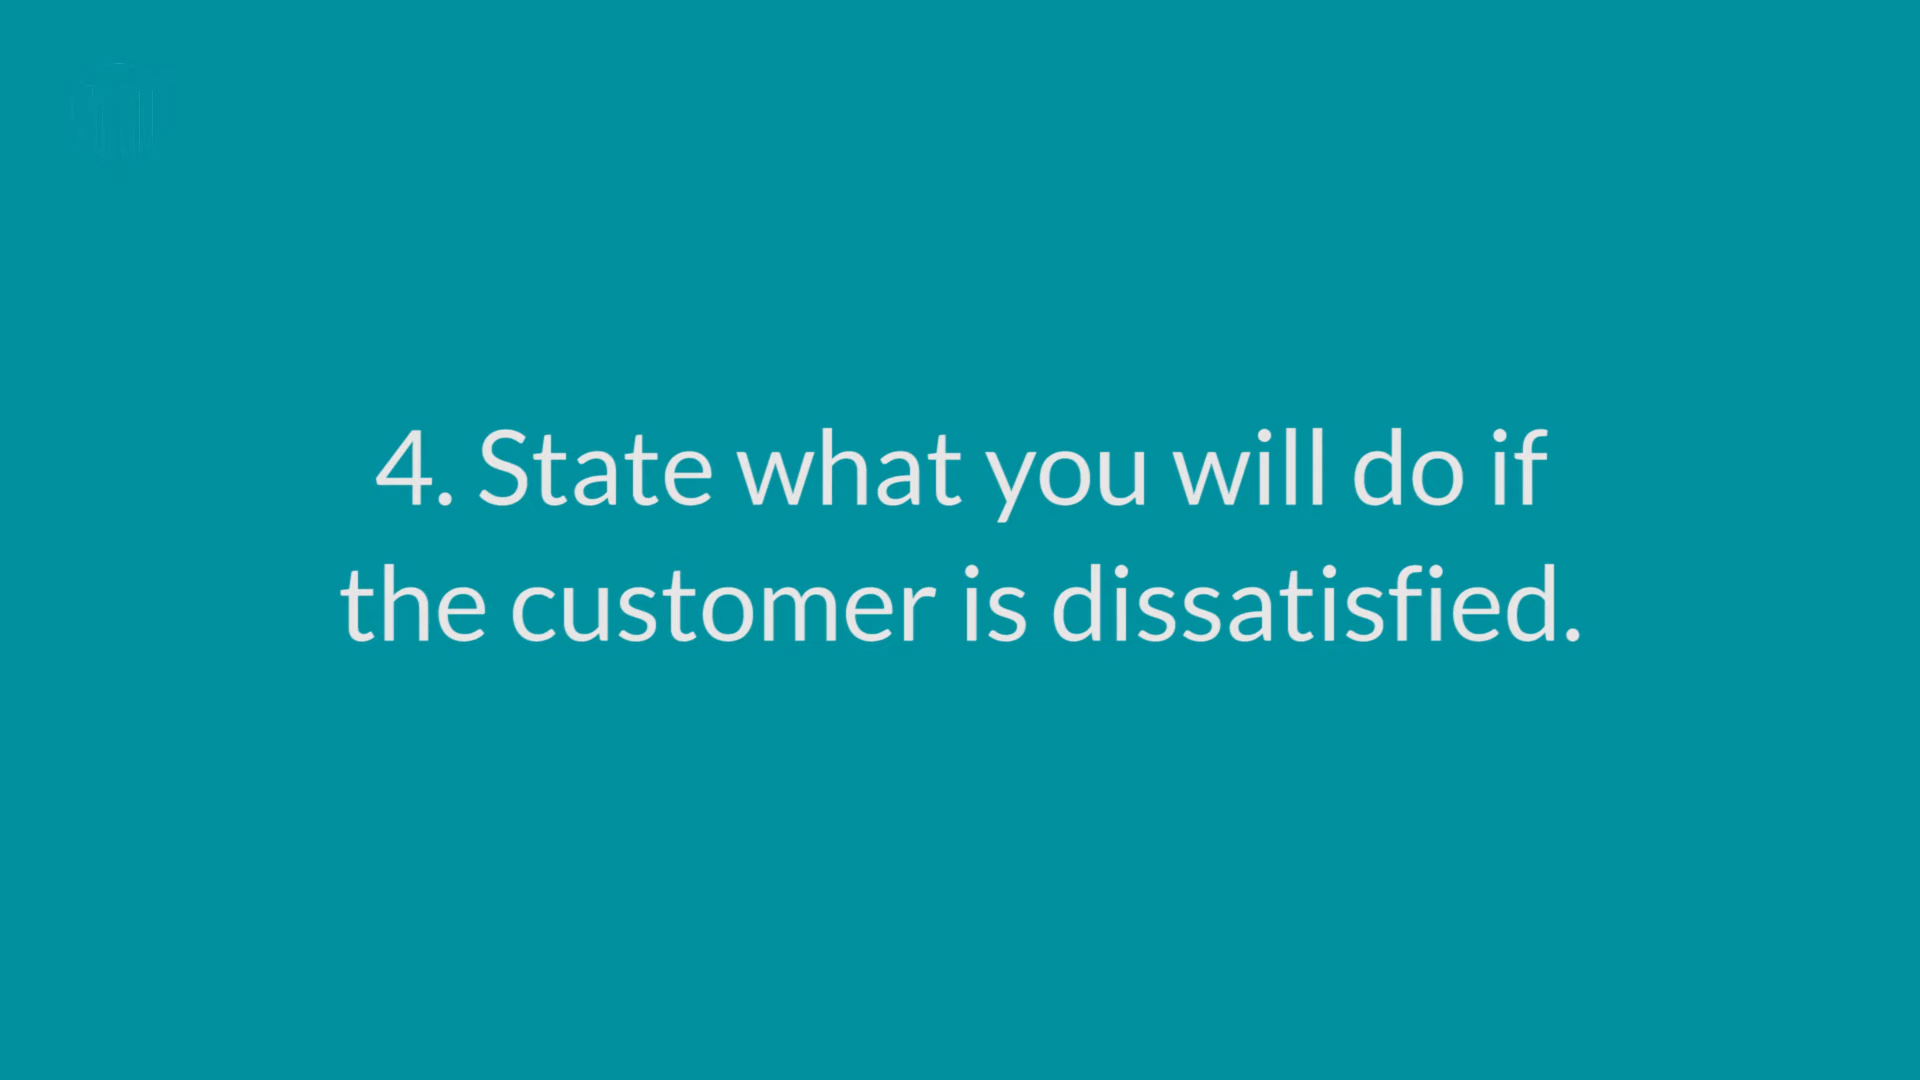 4. State what you will do if
the customer is dissatisfied.